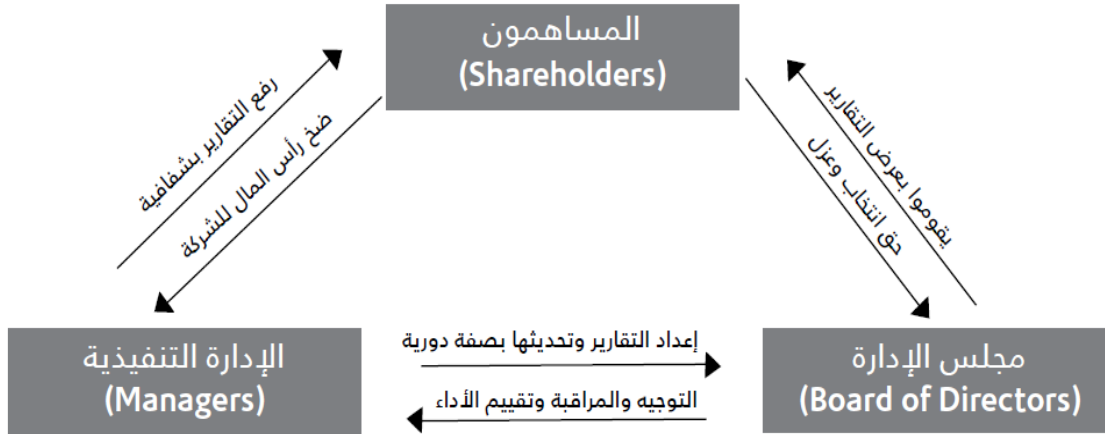 المساهمون
(Shareholders)
رفع التقارير بشفافية
ضخ رأس المال للشركة
يقوموا بعرض التقارير
حق انتخاب وعزل
الإدارة التنفيذية
(Managers)
إعداد التقارير وتحديثها بصفة دورية
التوجيه والمراقبة وتقييم الأداء
مجلس الإدارة
(Board of Directors)